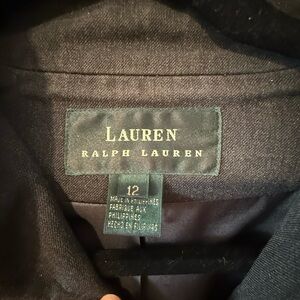 LAUREN
RALPH LAUREN
12
MADE IN PHILIPPINES
FABRIQUE AUX
PHILIPPINES
HECHO EN FILIPINAS